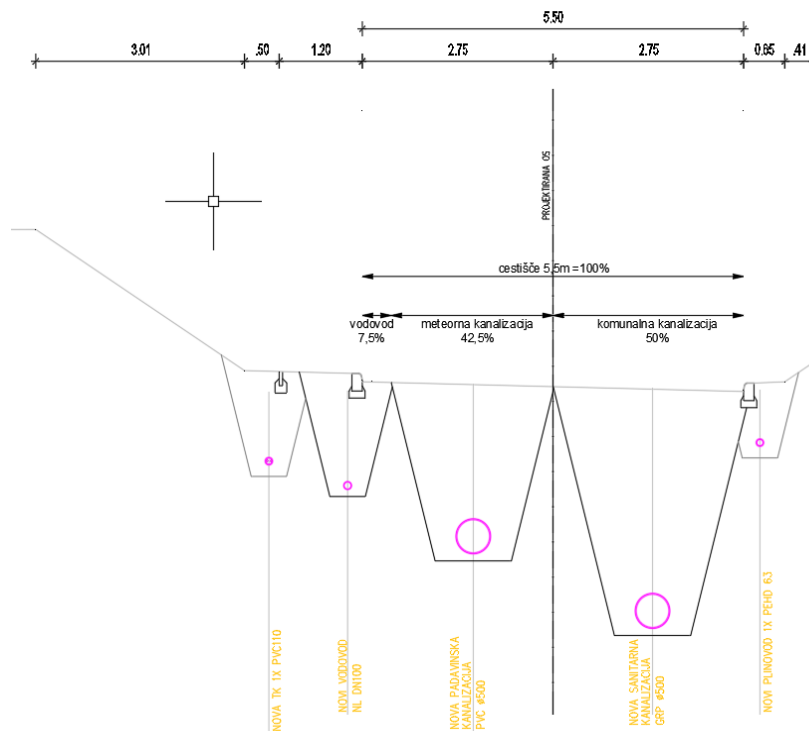 5.50
3.01
.60
1.20
2.75
2.75
0.65
.41
PROJEKTIRANA OS
cestišče 5,5m =100%
vodovod
7,5%
meteorna kanalizacija
42,5%
komunalna kanalizacija
50%
NOVA TK 1X PVC110
NOVI VODOVOD
NL DN100
NOVA PADAVINSKA
KANALIZACIJA
PVC ø500
NOVA SANITARNA
KANALIZACIJA
GRP ø500
NOVI PLINOVOD 1X PEHD 63